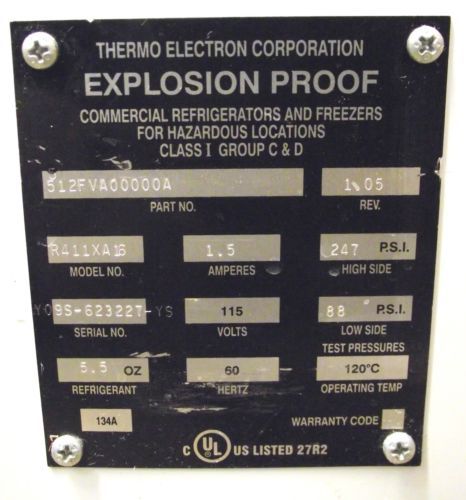 THERMO ELECTRON CORPORATION
EXPLOSION PROOF
COMMERCIAL REFRIGERATORS AND FREEZERS
FOR HAZARDOUS LOCATIONS
CLASS I GROUP C & D
512FVA00000A
PART NO.
1.05
REV.
R411XA16
MODEL NO.
1.5
AMPERES
247 P.S.I.
HIGH SIDE
Y09S-623227-YS
SERIAL NO.
115
VOLTS
88 P.S.I.
LOW SIDE
TEST PRESSURES
5.5 OZ
REFRIGERANT
60
HERTZ
120°C
OPERATING TEMP
134A
WARRANTY CODE
C UL US LISTED 27R2